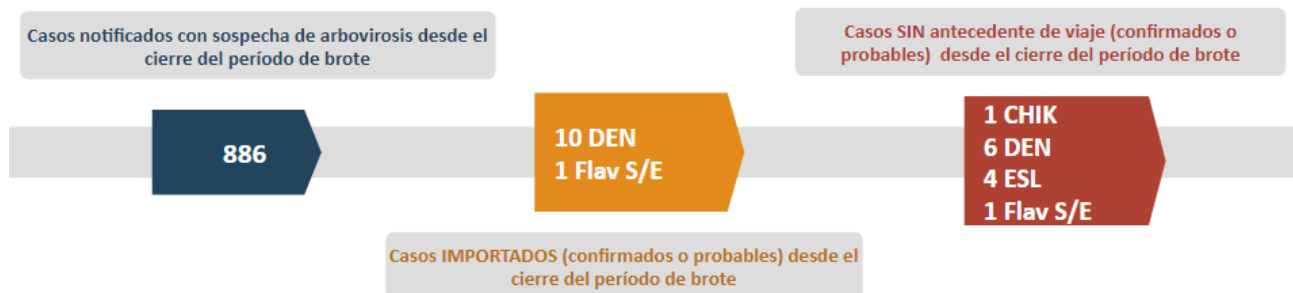 Casos notificados con sospecha de arbovirosis desde el
cierre del período de brote
886
10 DEN
1 Flav S/E
Casos IMPORTADOS (confirmados o probables) desde el
cierre del período de brote
Casos SIN antecedente de viaje (confirmados o
probables) desde el cierre del período de brote
1 CHIK
6 DEN
4 ESL
1 Flav S/E